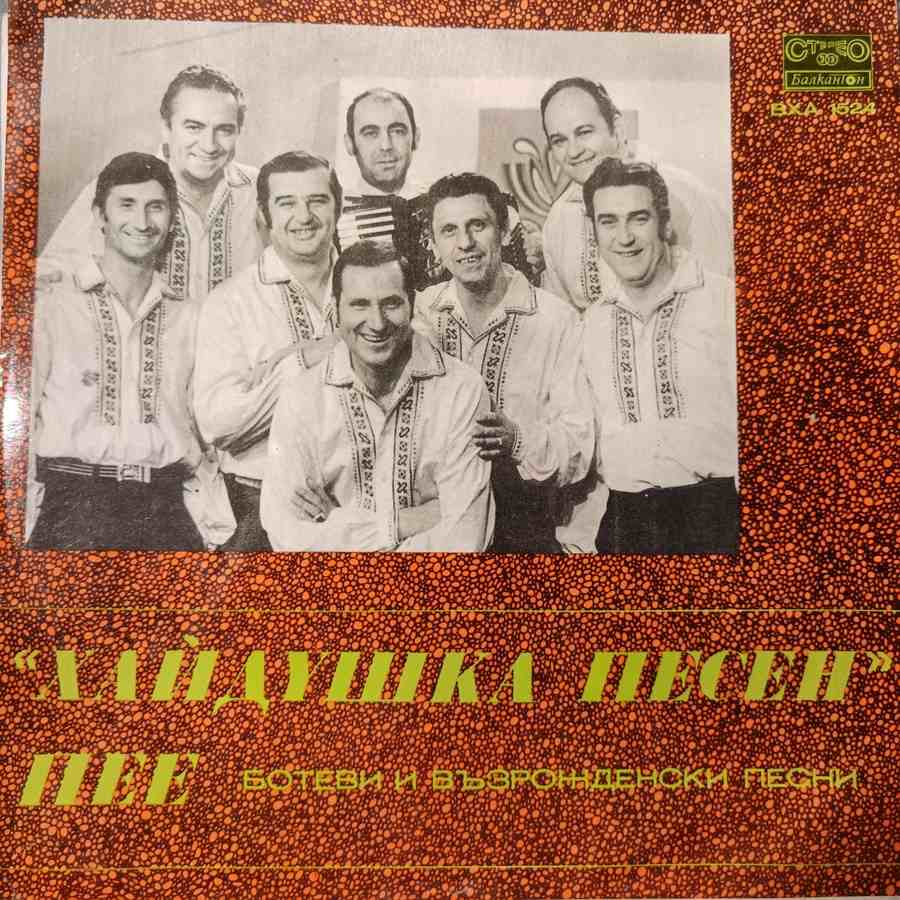 СТЕРЕО
Балкантон
ВХА 1524
“ХАЙДУШКА ПЕСЕН”
ПЕЕ БОТЕВИ И ВЪЗРОЖДЕНСКИ ПЕСНИ